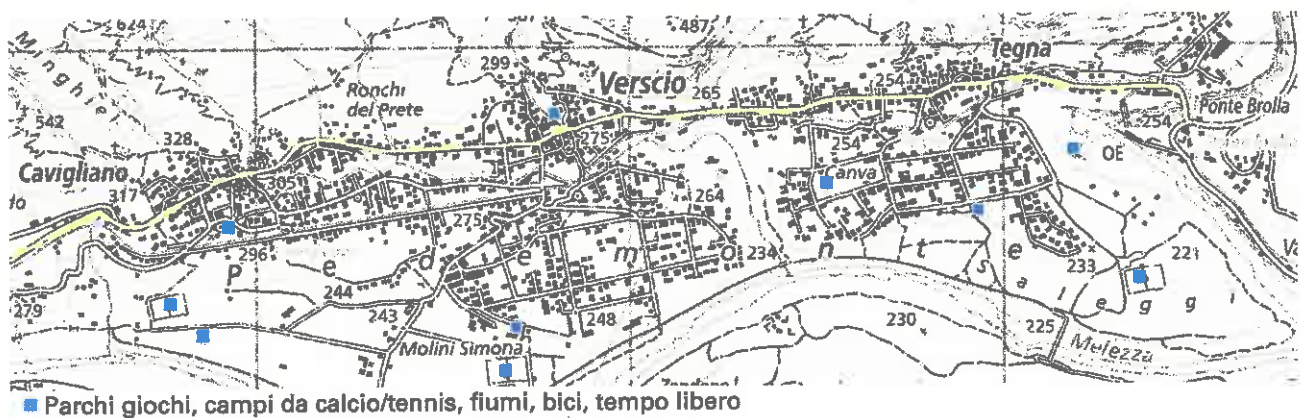 624
487
Tegna
299
Verscio
265
254
Ronchi
del Prete
Ponte Brolla
542
328
275
254
254
OE
Cavigliano
317
305
Canva
264
275
296
P e d e m o n t e
234
233
221
244
Saleggi
279
243
248
230
225
Molini Simona
Melezza
Parchi giochi, campi da calcio/tennis, fiumi, bici, tempo libero